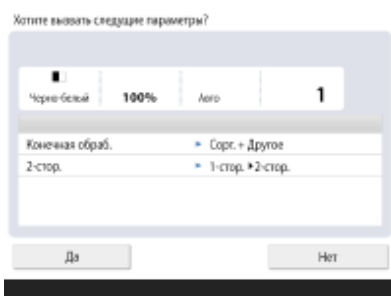 Хотите вызвать следущие параметры?
Черно-белый 100% Авто 1
Конечная обраб. ▶ Сорт. + Другое
2-стор. ▶ 1-стор. ▶2-стор.
Да Нет